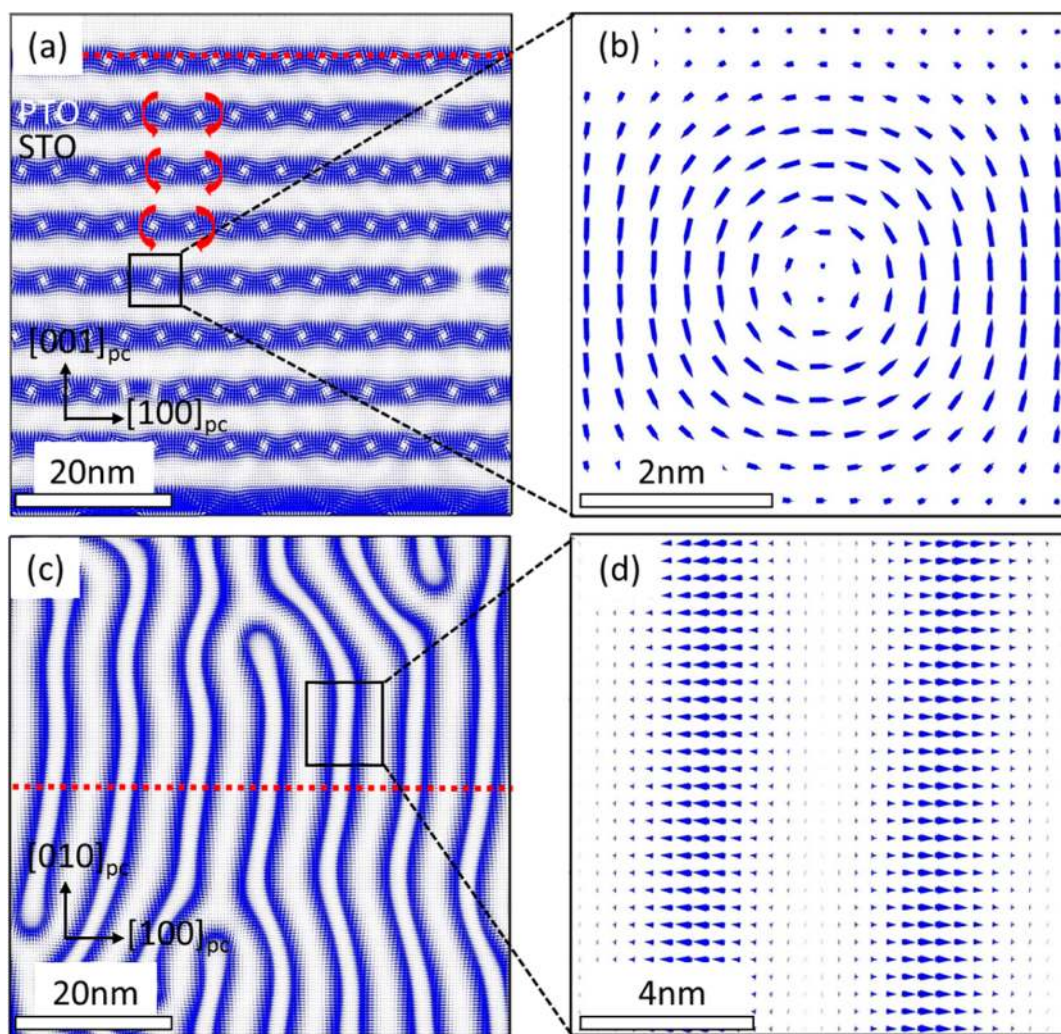 (a)
PTO
STO
[001]pc
[100]pc
20nm
(b)
2nm
(c)
[010]pc
[100]pc
20nm
(d)
4nm